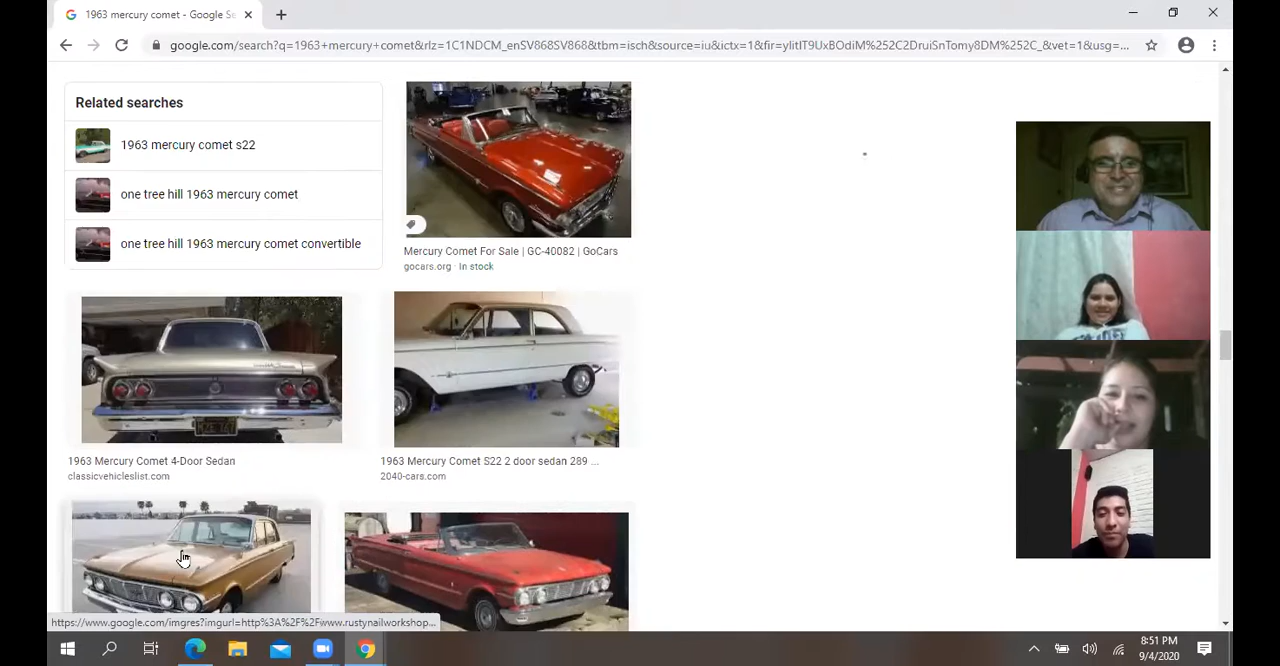 1963 mercury comet - Google Se
google.com/search?q=1963+mercury+comet&rlz=1C1NDCM_enSV868SV868&tbm=isch&source=iu&ictx=1&fir=ylitIT9UxBOdiM%252C2DruiSnTomy8DM%252C_&vet=1&usg=...
Related searches
1963 mercury comet s22
one tree hill 1963 mercury comet
one tree hill 1963 mercury comet convertible
Mercury Comet For Sale | GC-40082 | GoCars
gocars.org · In stock
1963 Mercury Comet 4-Door Sedan
classicvehicleslist.com
1963 Mercury Comet S22 2 door sedan 289 ...
2040-cars.com
https://www.google.com/imgres?imgurl=http%3A%2F%2Fwww.rustynailworkshop...
8:51 PM
9/4/2020